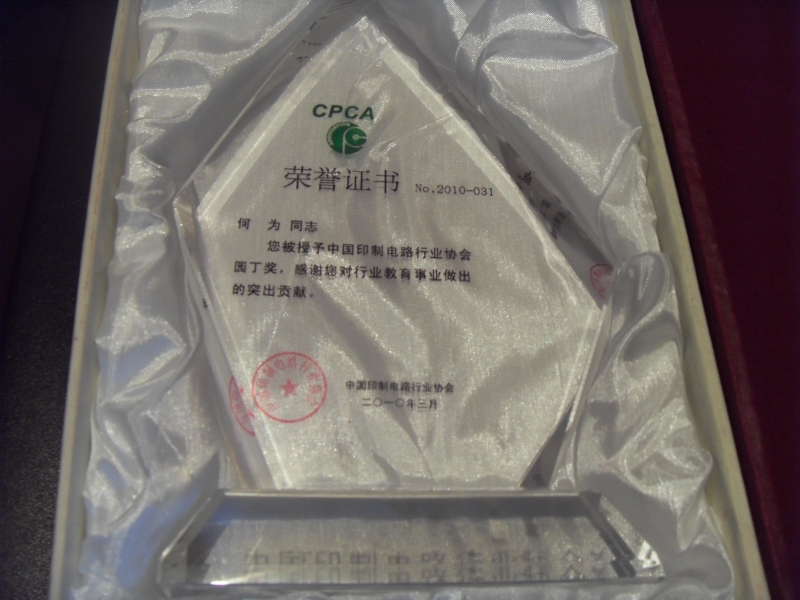 CPCA
荣誉证书 No.2010-031
何 为 同志
您被授予中国印制电路行业协会
园丁奖，感谢您对行业教育事业做出
的突出贡献。
中国印制电路行业协会
二〇一〇年三月